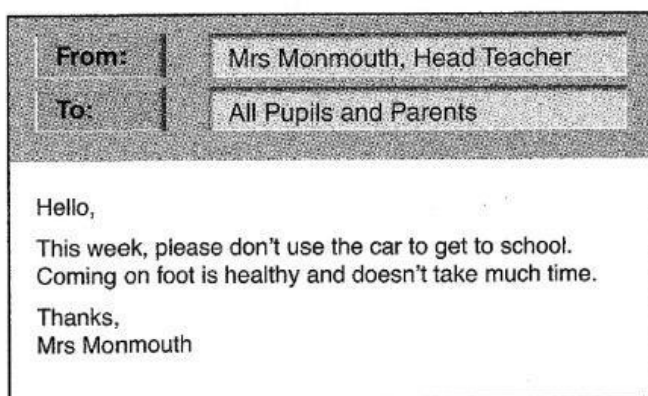 From: Mrs Monmouth, Head Teacher
To: All Pupils and Parents
Hello,
This week, please don't use the car to get to school.
Coming on foot is healthy and doesn't take much time.
Thanks,
Mrs Monmouth